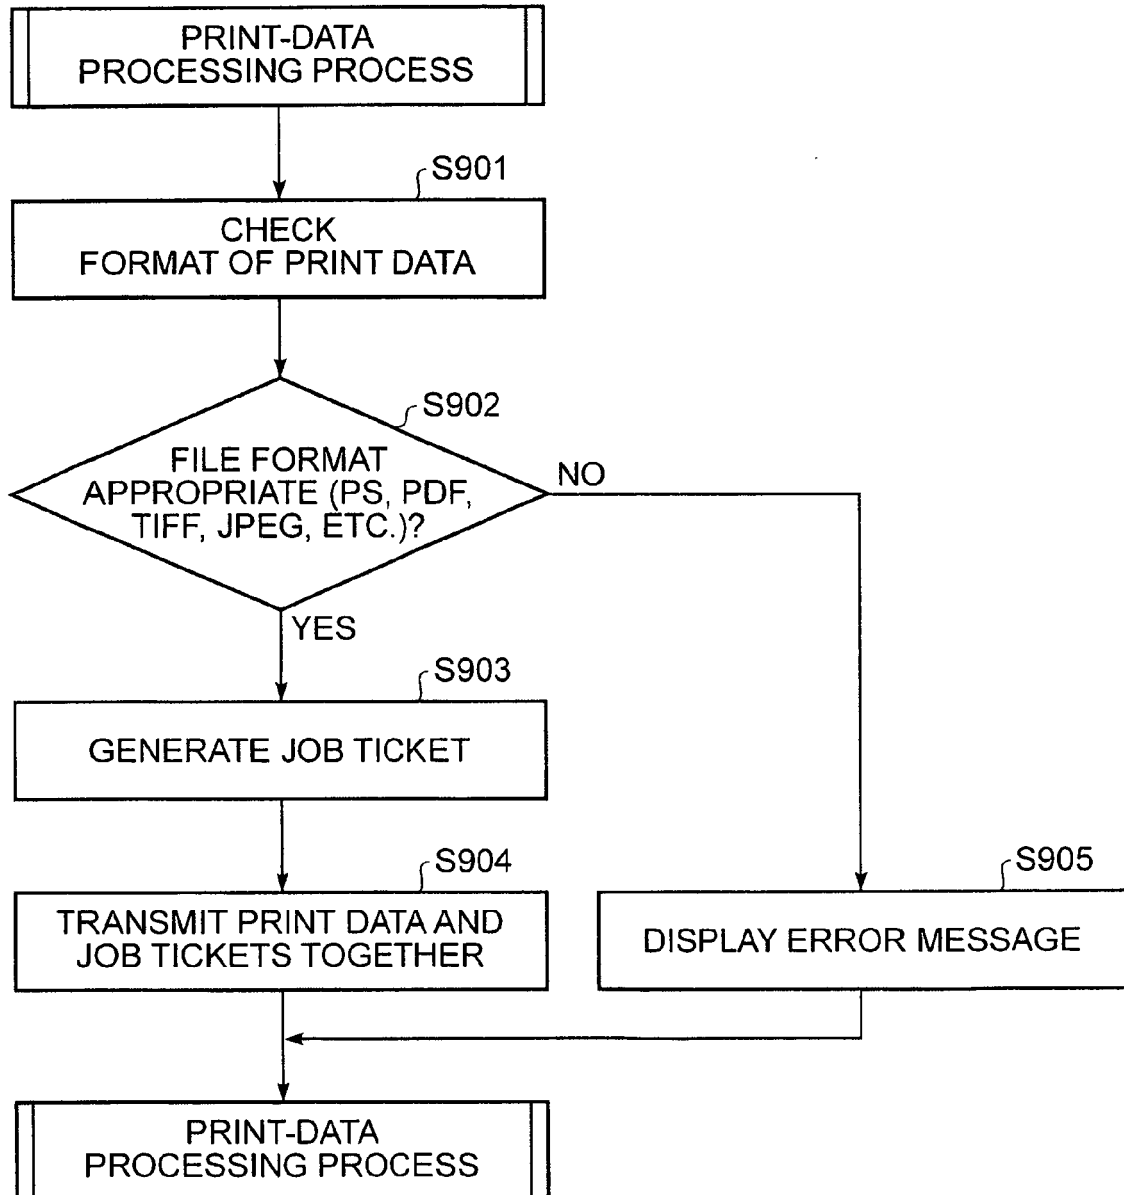 PRINT-DATA
PROCESSING PROCESS
S901
CHECK
FORMAT OF PRINT DATA
S902
FILE FORMAT
APPROPRIATE (PS, PDF,
TIFF, JPEG, ETC.)?
NO
YES
S903
GENERATE JOB TICKET
S904
TRANSMIT PRINT DATA AND
JOB TICKETS TOGETHER
S905
DISPLAY ERROR MESSAGE
PRINT-DATA
PROCESSING PROCESS